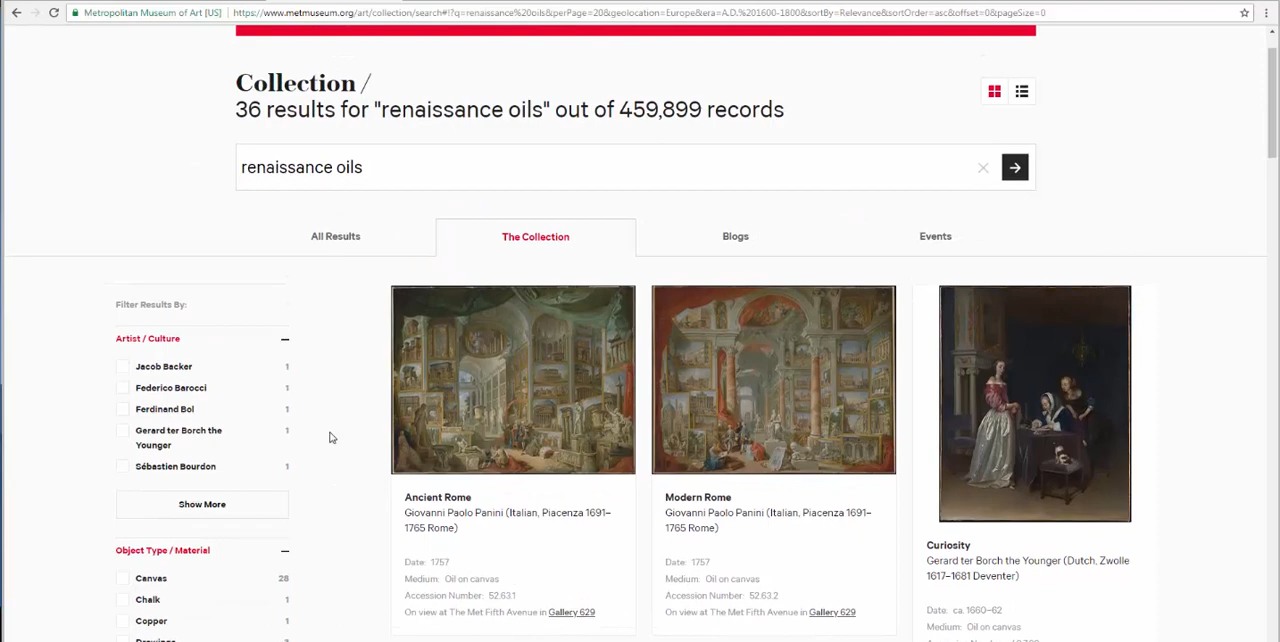 Metropolitan Museum of Art [US]
https://www.metmuseum.org/art/collection/search#!?q=renaissance%20oils&perPage=20&geolocation=Europe&era=A.D.%201600-1800&sortBy=Relevance&sortOrder=asc&offset=0&pageSize=0
Collection /
36 results for "renaissance oils" out of 459,899 records
renaissance oils
All Results
The Collection
Blogs
Events
Filter Results By:
Artist / Culture
Jacob Backer 1
Federico Barocci 1
Ferdinand Bol 1
Gerard ter Borch the 1
Younger
Sébastien Bourdon 1
Show More
Object Type / Material
Canvas 28
Chalk 1
Copper 1
Drawings
Ancient Rome
Giovanni Paolo Panini (Italian, Piacenza 1691–
1765 Rome)
Date: 1757
Medium: Oil on canvas
Accession Number: 52.63.1
On view at The Met Fifth Avenue in Gallery 629
Modern Rome
Giovanni Paolo Panini (Italian, Piacenza 1691–
1765 Rome)
Date: 1757
Medium: Oil on canvas
Accession Number: 52.63.2
On view at The Met Fifth Avenue in Gallery 629
Curiosity
Gerard ter Borch the Younger (Dutch, Zwolle
1617–1681 Deventer)
Date: ca. 1660–62
Medium: Oil on canvas